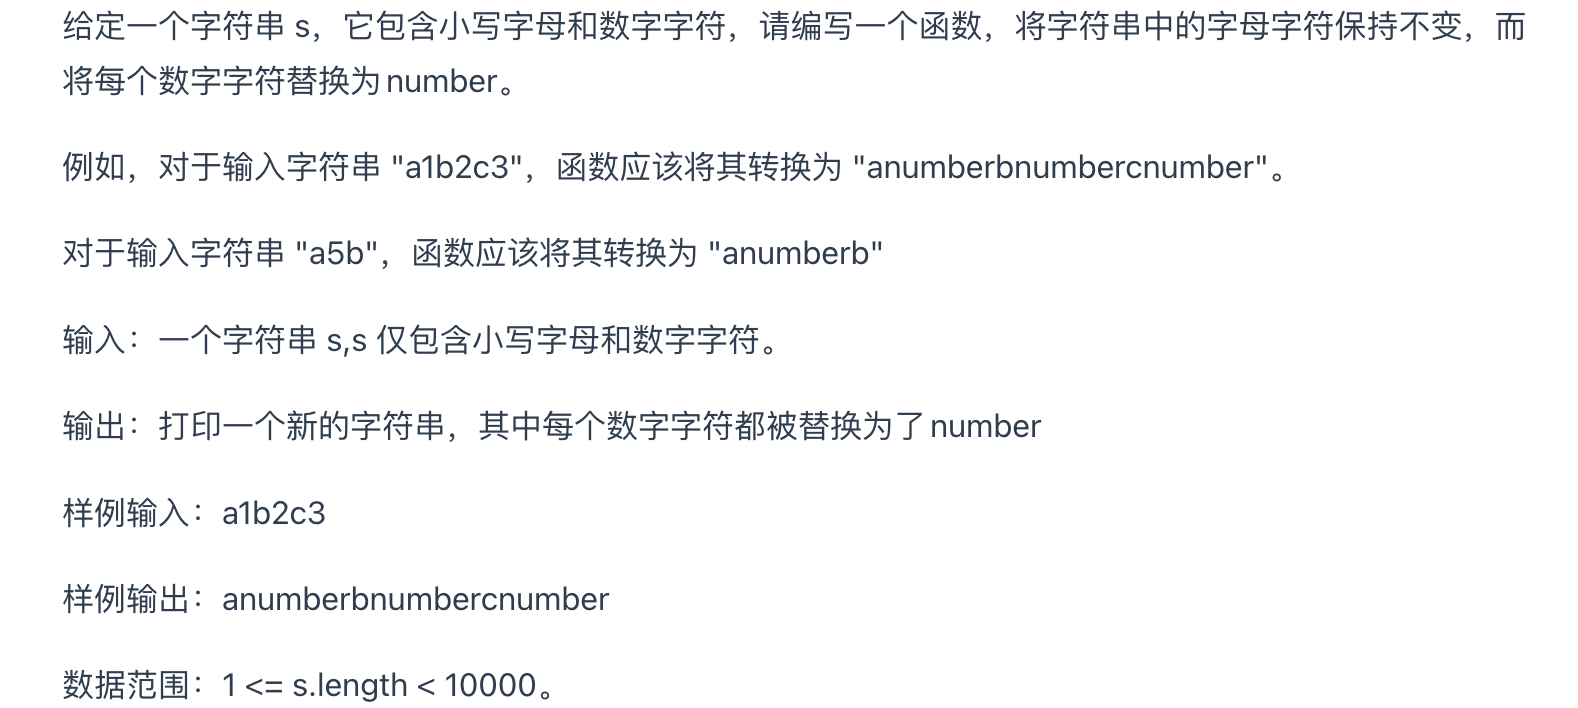 给定一个字符串 s，它包含小写字母和数字字符，请编写一个函数，将字符串中的字母字符保持不变，而
将每个数字字符替换为number。
例如，对于输入字符串 "a1b2c3"，函数应该将其转换为 "anumberbnumbercnumber"。
对于输入字符串 "a5b"，函数应该将其转换为 "anumberb"
输入：一个字符串 s,s 仅包含小写字母和数字字符。
输出：打印一个新的字符串，其中每个数字字符都被替换为了number
样例输入：a1b2c3
样例输出：anumberbnumbercnumber
数据范围：1 <= s.length < 10000。